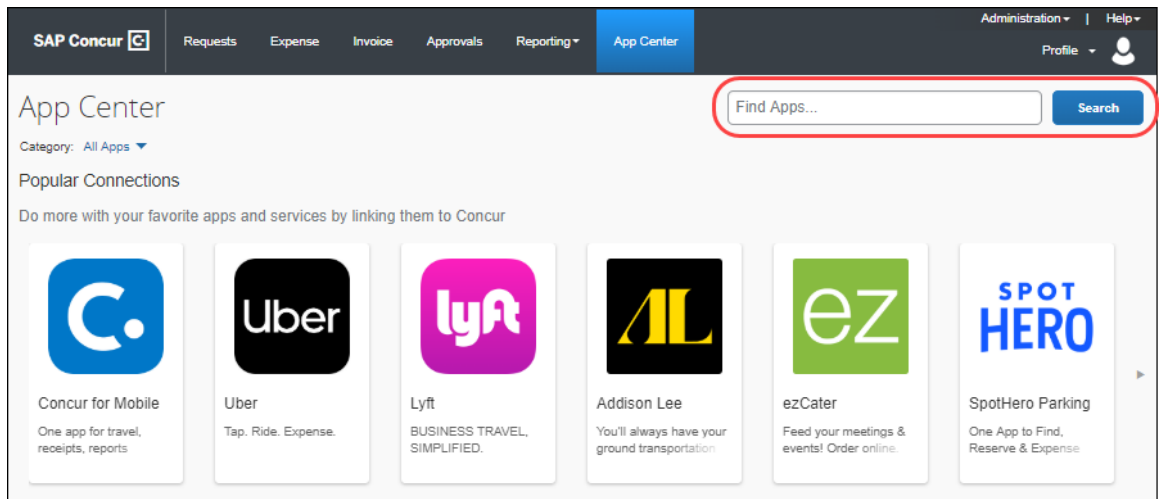 Administration | Help
SAP Concur C Requests Expense Invoice Approvals Reporting App Center
Profile
App Center
Find Apps... Search
Category: All Apps
Popular Connections
Do more with your favorite apps and services by linking them to Concur
C.
Uber
lyft
AL
ez
SPOT
HERO
Concur for Mobile
One app for travel,
receipts, reports
Uber
Tap. Ride. Expense.
Lyft
BUSINESS TRAVEL,
SIMPLIFIED.
Addison Lee
You'll always have your
ground transportation
ezCater
Feed your meetings &
events! Order online.
SpotHero Parking
One App to Find,
Reserve & Expense